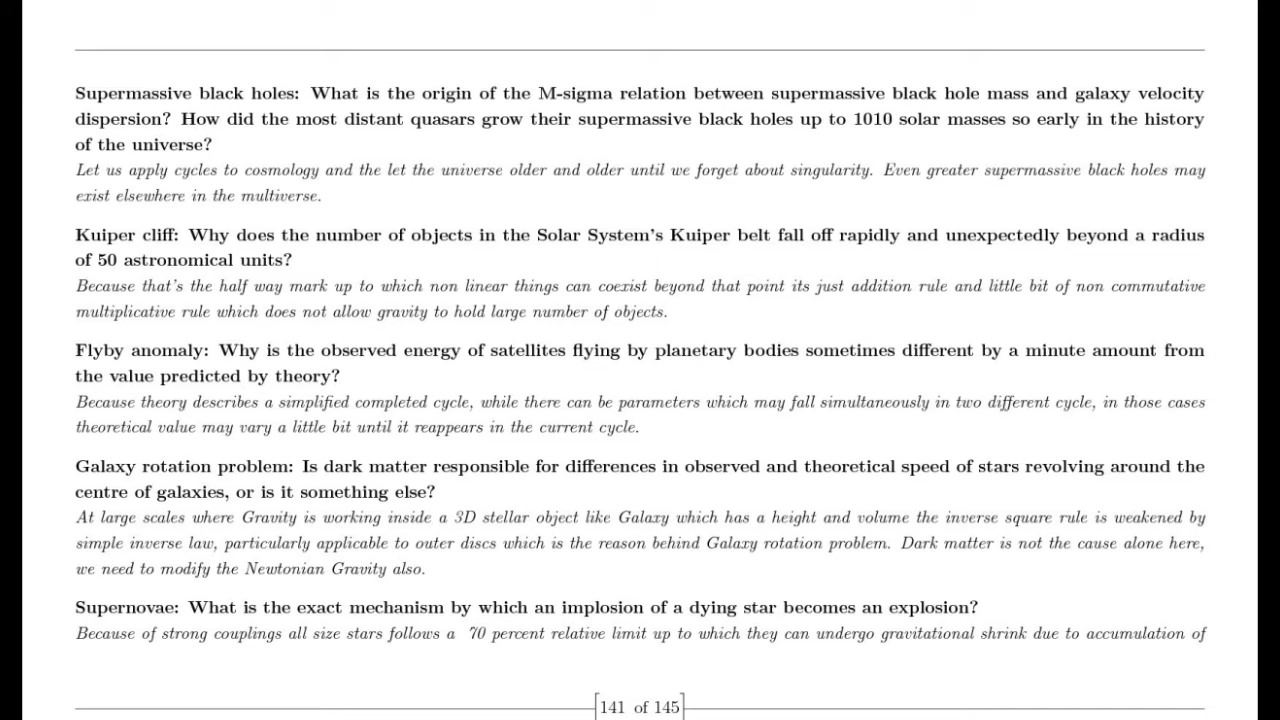 Supermassive black holes: What is the origin of the M-sigma relation between supermassive black hole mass and galaxy velocity
dispersion? How did the most distant quasars grow their supermassive black holes up to 1010 solar masses so early in the history
of the universe?
Let us apply cycles to cosmology and the let the universe older and older until we forget about singularity. Even greater supermassive black holes may
exist elsewhere in the multiverse.
Kuiper cliff: Why does the number of objects in the Solar System's Kuiper belt fall off rapidly and unexpectedly beyond a radius
of 50 astronomical units?
Because that's the half way mark up to which non linear things can coexist beyond that point its just addition rule and little bit of non commutative
multiplicative rule which does not allow gravity to hold large number of objects.
Flyby anomaly: Why is the observed energy of satellites flying by planetary bodies sometimes different by a minute amount from
the value predicted by theory?
Because theory describes a simplified completed cycle, while there can be parameters which may fall simultaneously in two different cycle, in those cases
theoretical value may vary a little bit until it reappears in the current cycle.
Galaxy rotation problem: Is dark matter responsible for differences in observed and theoretical speed of stars revolving around the
centre of galaxies, or is it something else?
At large scales where Gravity is working inside a 3D stellar object like Galaxy which has a height and volume the inverse square rule is weakened by
simple inverse law, particularly applicable to outer discs which is the reason behind Galaxy rotation problem. Dark matter is not the cause alone here,
we need to modify the Newtonian Gravity also.
Supernovae: What is the exact mechanism by which an implosion of a dying star becomes an explosion?
Because of strong couplings all size stars follows a 70 percent relative limit up to which they can undergo gravitational shrink due to accumulation of
141 of 145